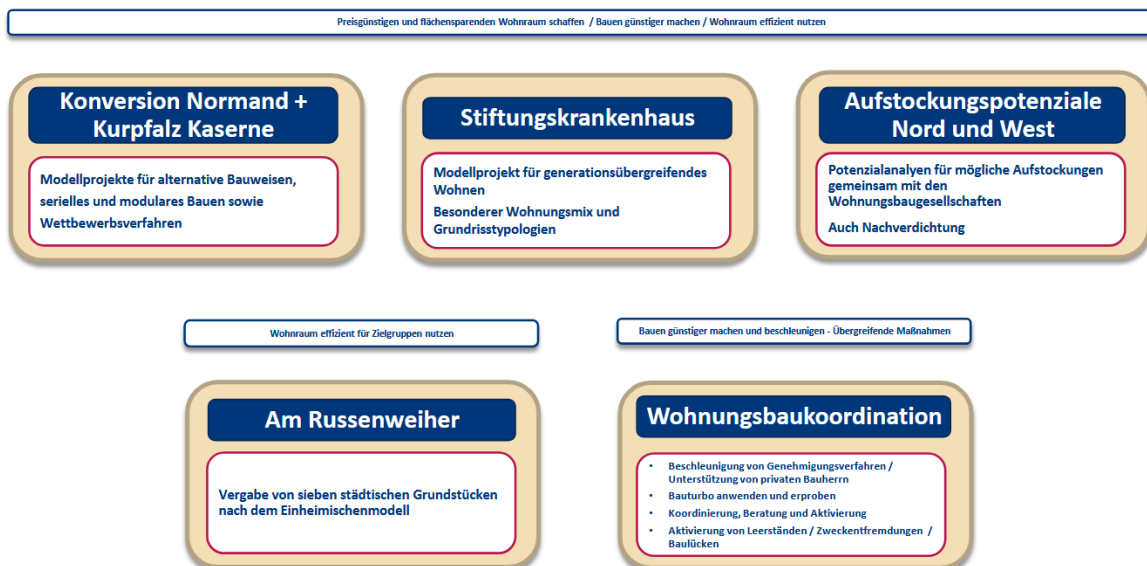 Preisgünstigen und flächensparenden Wohnraum schaffen / Bauen günstiger machen / Wohnraum effizient nutzen
Konversion Normand +
Kurpfalz Kaserne
Modellprojekte für alternative Bauweisen,
serielles und modulares Bauen sowie
Wettbewerbsverfahren
Stiftungskrankenhaus
Modellprojekt für generationsübergreifendes
Wohnen
Besonderer Wohnungsmix und
Grundrisstypologien
Aufstockungspotenziale
Nord und West
Potenzialanalysen für mögliche Aufstockungen
gemeinsam mit den
Wohnungsbaugesellschaften
Auch Nachverdichtung
Wohnraum effizient für Zielgruppen nutzen
Am Russenweiher
Vergabe von sieben städtischen Grundstücken
nach dem Einheimischenmodell
Bauen günstiger machen und beschleunigen - Übergreifende Maßnahmen
Wohnungsbaukoordination
• Beschleunigung von Genehmigungsverfahren /
Unterstützung von privaten Bauherrn
• Bauturbo anwenden und erproben
• Koordinierung, Beratung und Aktivierung
• Aktivierung von Leerständen / Zweckentfremdungen /
Baulücken